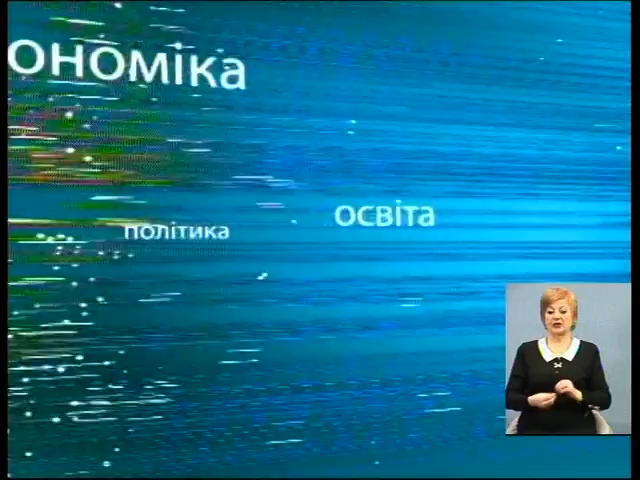 ономіка
освіта
політика